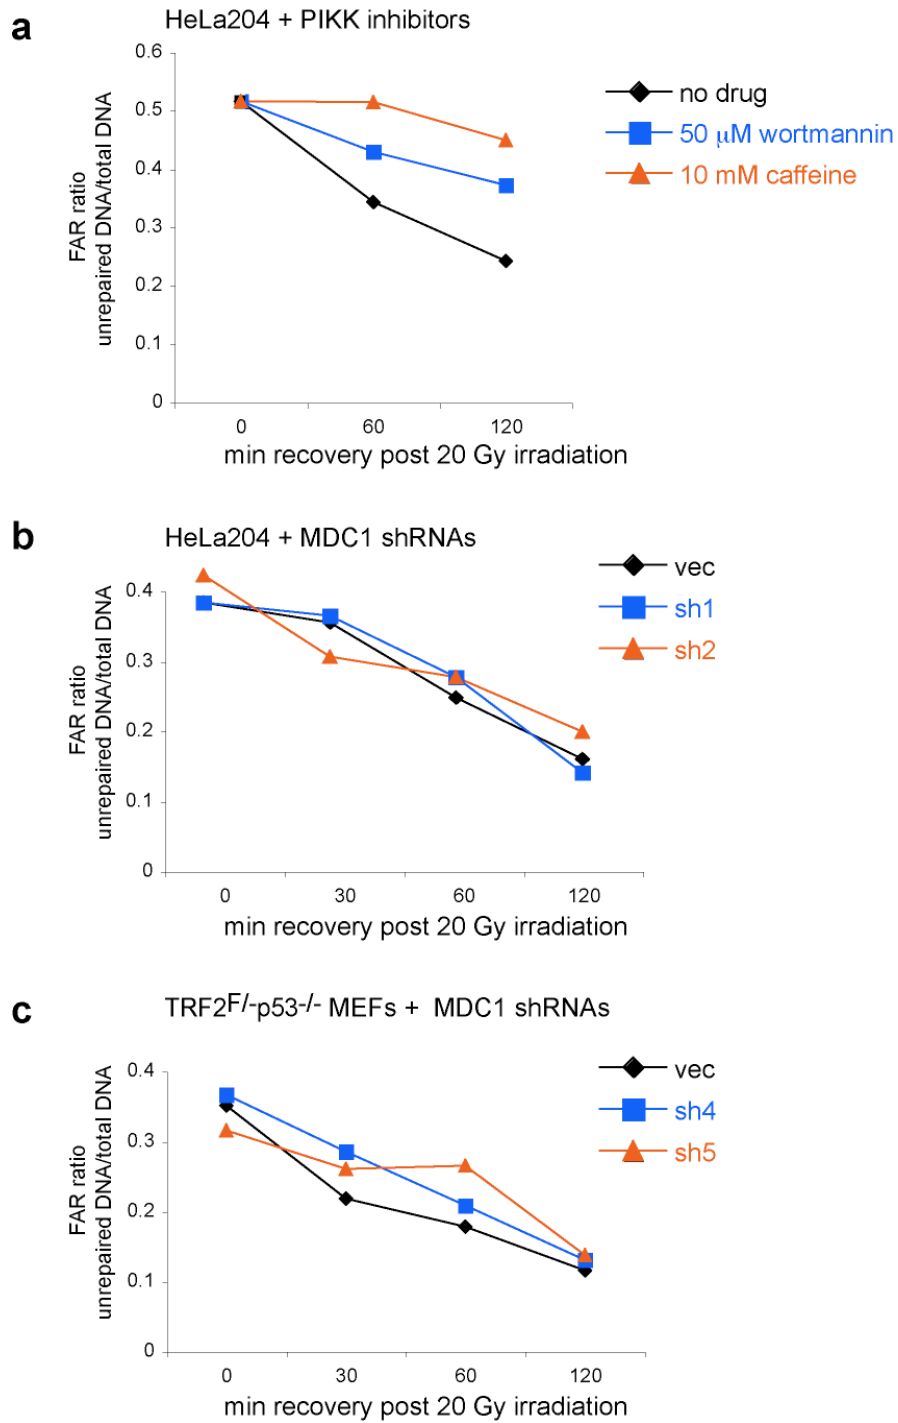 a
HeLa204 + PIKK inhibitors
FAR ratio
unrepaired DNA/total DNA
0.6
0.5
0.4
0.3
0.2
0.1
0
0 60 120
min recovery post 20 Gy irradiation
no drug
50 μM wortmannin
10 mM caffeine
b
HeLa204 + MDC1 shRNAs
FAR ratio
unrepaired DNA/total DNA
0.4
0.3
0.2
0.1
0
0 30 60 120
min recovery post 20 Gy irradiation
vec
sh1
sh2
c
TRF2F/-p53-/- MEFs + MDC1 shRNAs
FAR ratio
unrepaired DNA/total DNA
0.4
0.3
0.2
0.1
0
0 30 60 120
min recovery post 20 Gy irradiation
vec
sh4
sh5